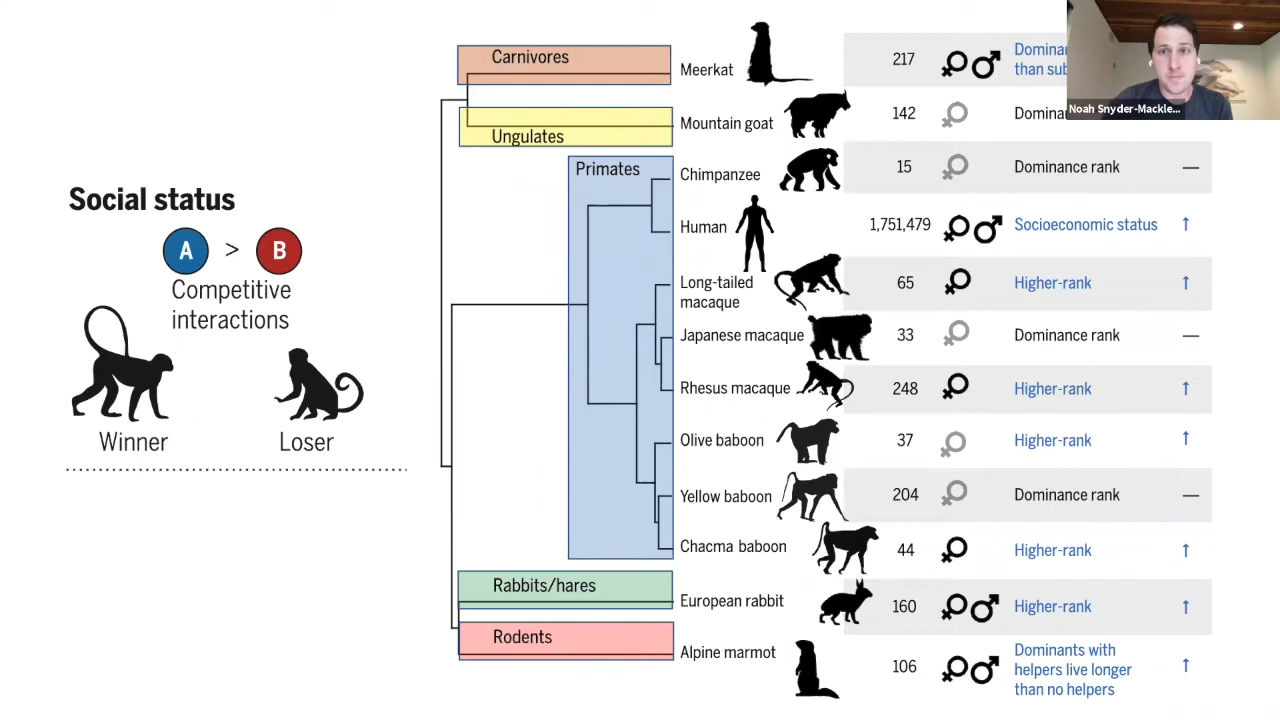 Social status
A > B
Competitive
interactions
Winner
Loser
Carnivores
Ungulates
Primates
Rabbits/hares
Rodents
Meerkat
217
than
Mountain goat
142
Chimpanzee
15
Dominance rank
—
Human
1,751,479
Socioeconomic status
↑
Long-tailed
macaque
65
Higher-rank
↑
Japanese macaque
33
Dominance rank
—
Rhesus macaque
248
Higher-rank
↑
Olive baboon
37
Higher-rank
↑
Yellow baboon
204
Dominance rank
—
Chacma baboon
44
Higher-rank
↑
European rabbit
160
Higher-rank
↑
Alpine marmot
106
Dominants with
helpers live longer
than no helpers
↑
Noah Snyder-Mackle...